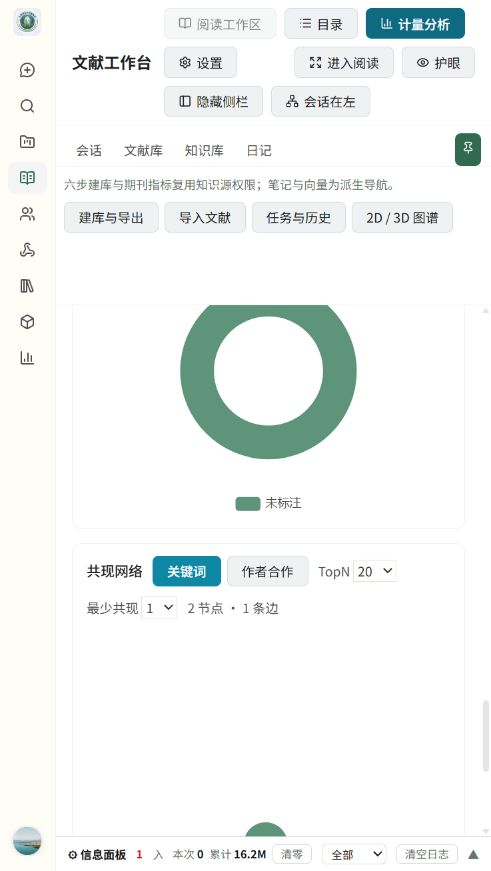 阅读工作区 目录 计量分析
文献工作台 设置 进入阅读 护眼
隐藏侧栏 会话在左
会话 文献库 知识库 日记
六步建库与期刊指标复用知识源权限；笔记与向量为派生导航。
建库与导出 导入文献 任务与历史 2D / 3D 图谱
未标注
共现网络 关键词 作者合作 TopN 20
最少共现 1 2 节点 · 1 条边
信息面板 1 入 本次 0 累计 16.2M 清零 全部 清空日志